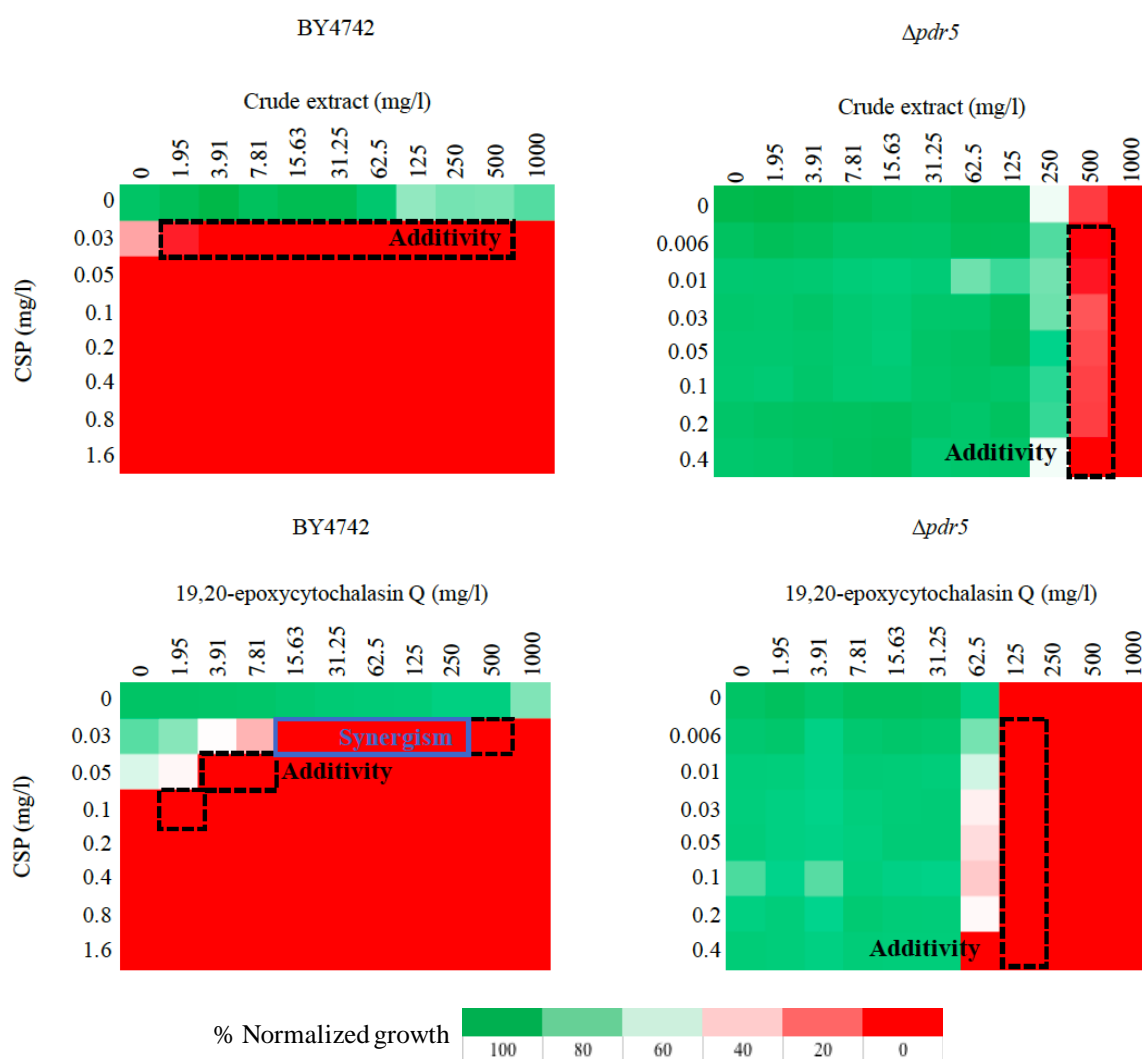 BY4742
Δpdr5
Crude extract (mg/l)
Crude extract (mg/l)
0 1.95 3.91 7.81 15.63 31.25 62.5 125 250 500 1000
0 1.95 3.91 7.81 15.63 31.25 62.5 125 250 500 1000
CSP (mg/l)
0
0.03
0.05
0.1
0.2
0.4
0.8
1.6
Additivity
0
0.006
0.01
0.03
0.05
0.1
0.2
0.4
Additivity
BY4742
Δpdr5
19,20-epoxycytochalasin Q (mg/l)
19,20-epoxycytochalasin Q (mg/l)
0 1.95 3.91 7.81 15.63 31.25 62.5 125 250 500 1000
0 1.95 3.91 7.81 15.63 31.25 62.5 125 250 500 1000
CSP (mg/l)
0
0.03
0.05
0.1
0.2
0.4
0.8
1.6
Synergism
Additivity
0
0.006
0.01
0.03
0.05
0.1
0.2
0.4
Additivity
% Normalized growth
100 80 60 40 20 0